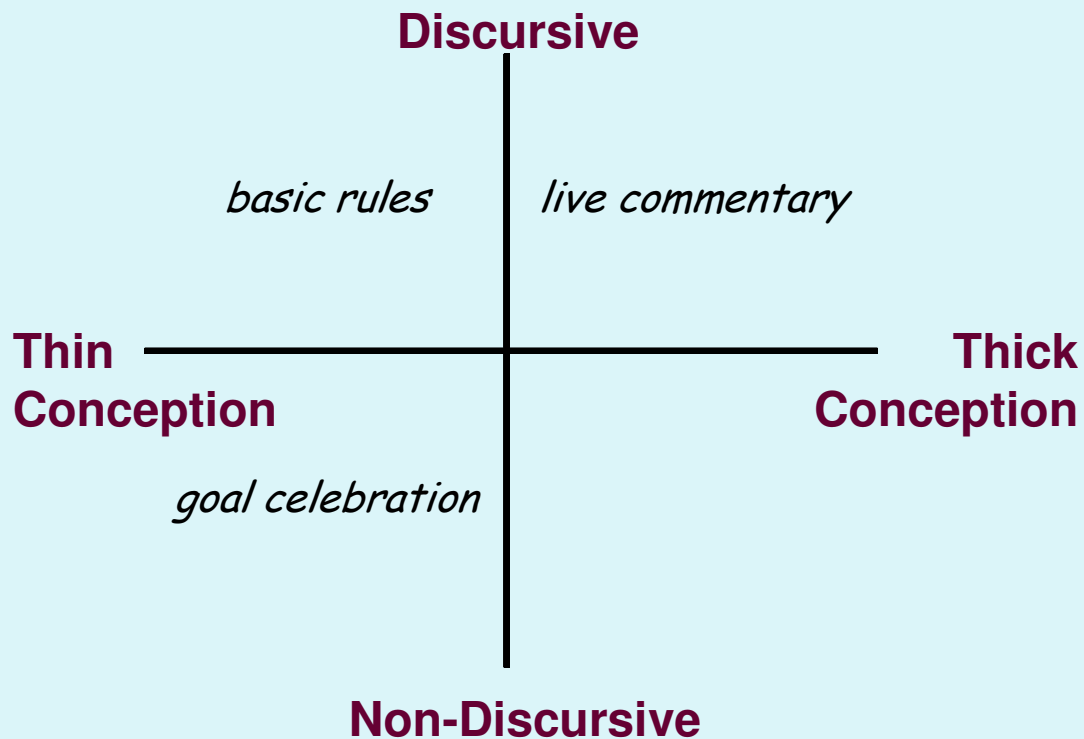 Discursive
basic rules
live commentary
Thin
Conception
Thick
Conception
goal celebration
Non-Discursive